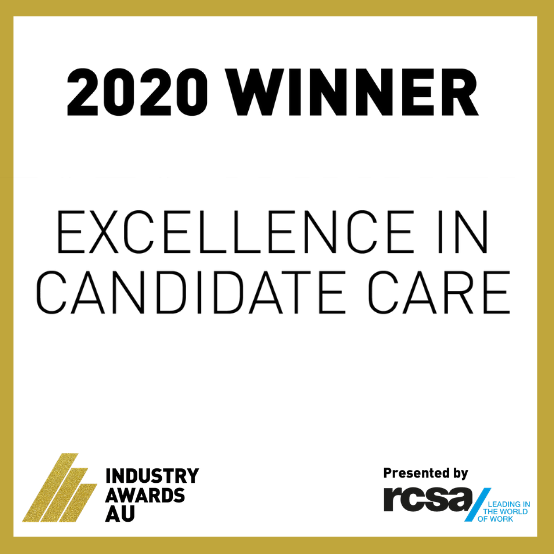 2020 WINNER
EXCELLENCE IN
CANDIDATE CARE
INDUSTRY
AWARDS
AU
Presented by
rcsa/
LEADING IN
THE WORLD
OF WORK